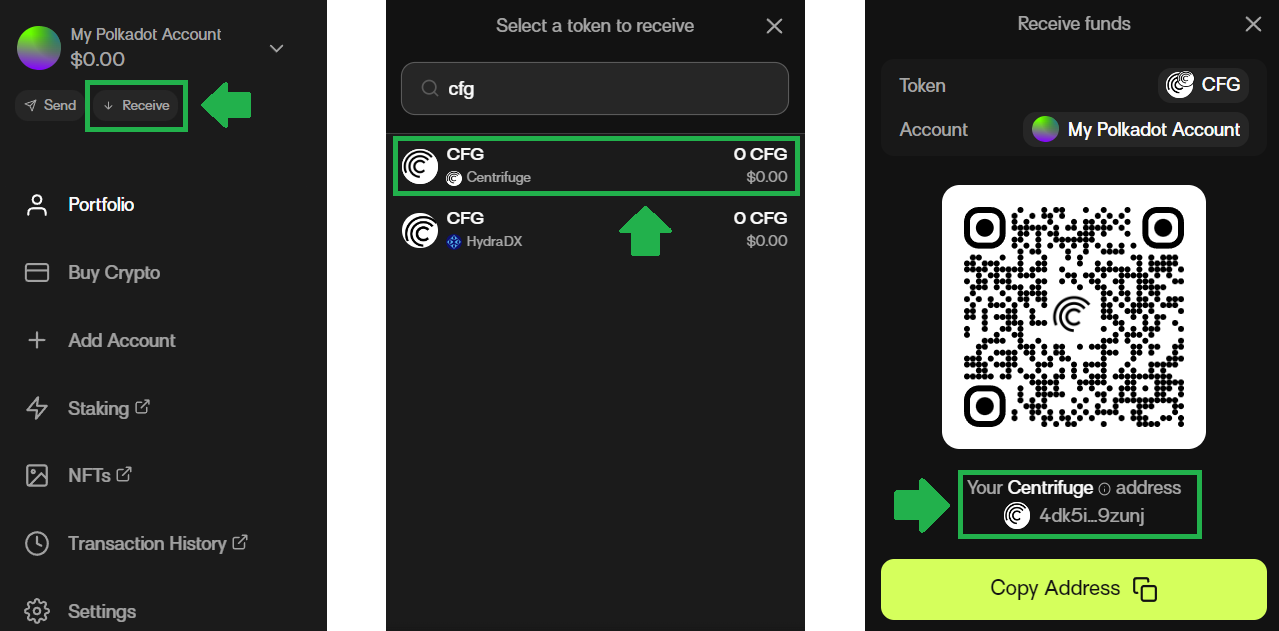 My Polkadot Account
$0.00
Send
Receive
Portfolio
Buy Crypto
Add Account
Staking
NFTs
Transaction History
Settings
Select a token to receive
cfg
CFG
0 CFG
Centrifuge
$0.00
CFG
0 CFG
HydraDX
$0.00
Receive funds
Token
CFG
Account
My Polkadot Account
Your Centrifuge address
4dk5i...9zunj
Copy Address